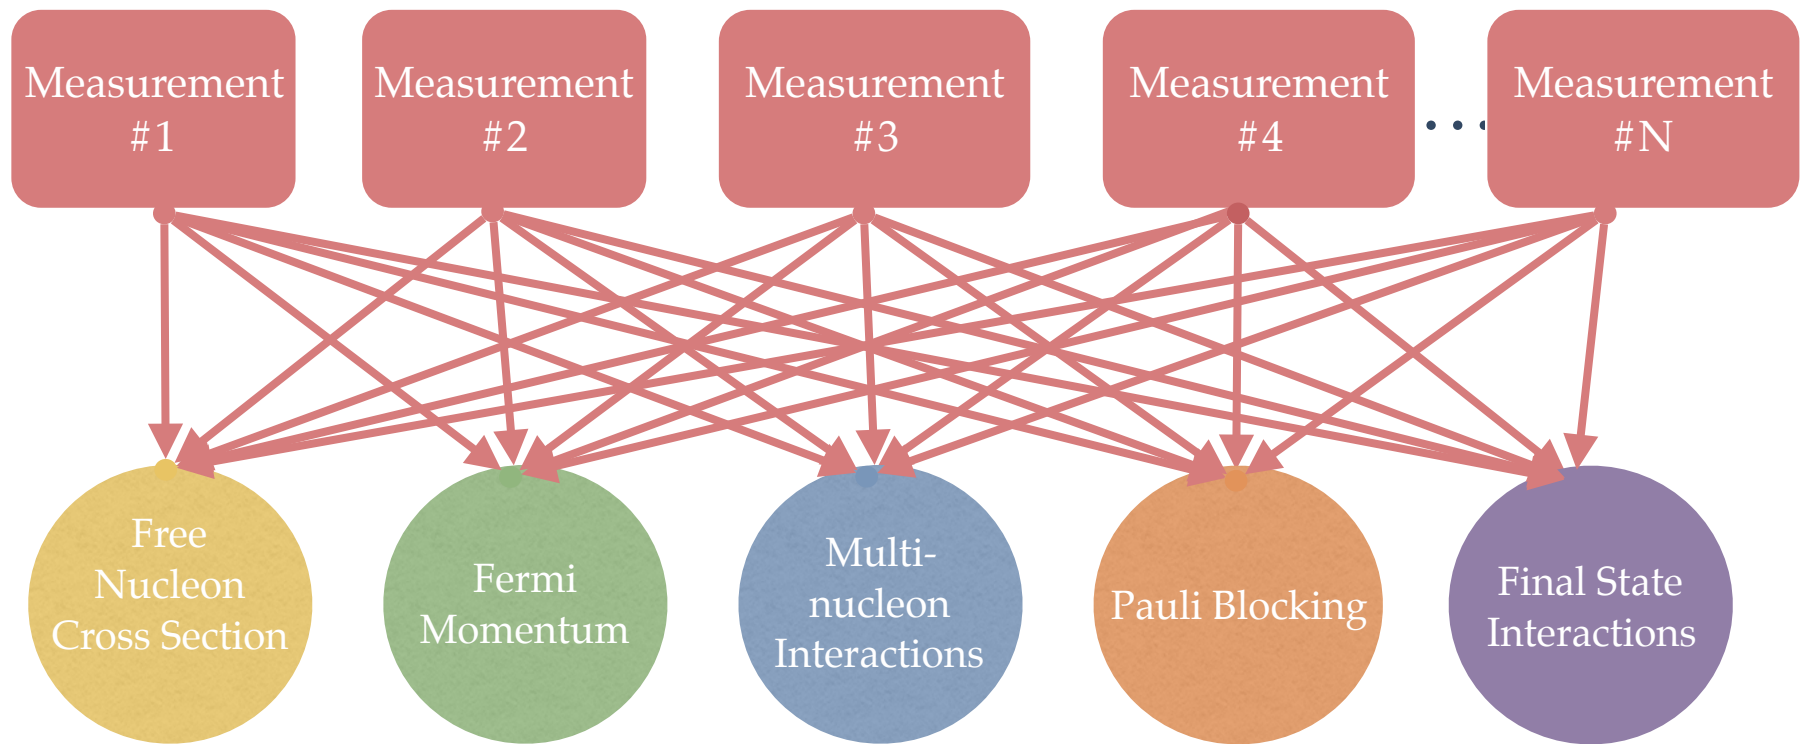 Measurement
#1
Measurement
#2
Measurement
#3
Measurement
#4
...
Measurement
#N
Free
Nucleon
Cross Section
Fermi
Momentum
Multi-
nucleon
Interactions
Pauli Blocking
Final State
Interactions